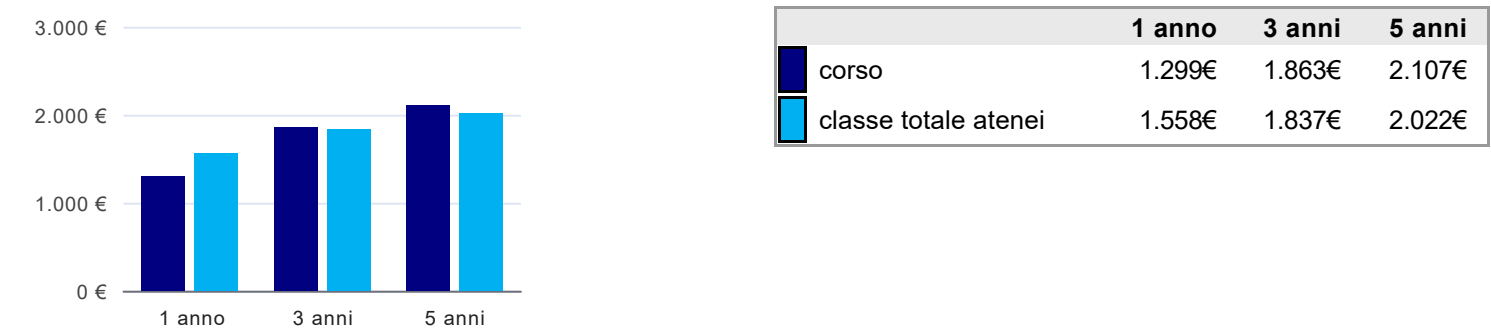 3.000 €
2.000 €
1.000 €
0 €
1 anno 3 anni 5 anni
1 anno 3 anni 5 anni
corso 1.299€ 1.863€ 2.107€
classe totale atenei 1.558€ 1.837€ 2.022€